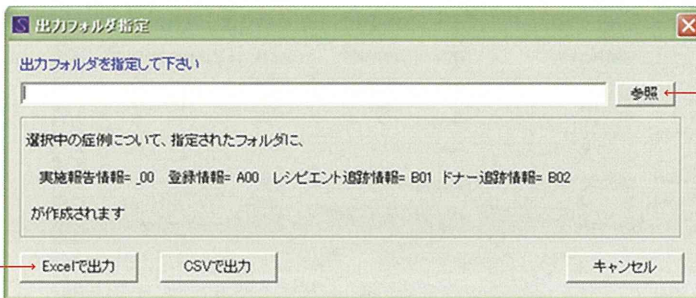 S 出力フォルダ指定
出力フォルダを指定して下さい
参照
選択中の症例について、指定されたフォルダに、
実施報告情報= _00 登録情報= A00 レシピエント追跡情報= B01 ドナー追跡情報= B02
が作成されます
Excelで出力 CSVで出力 キャンセル